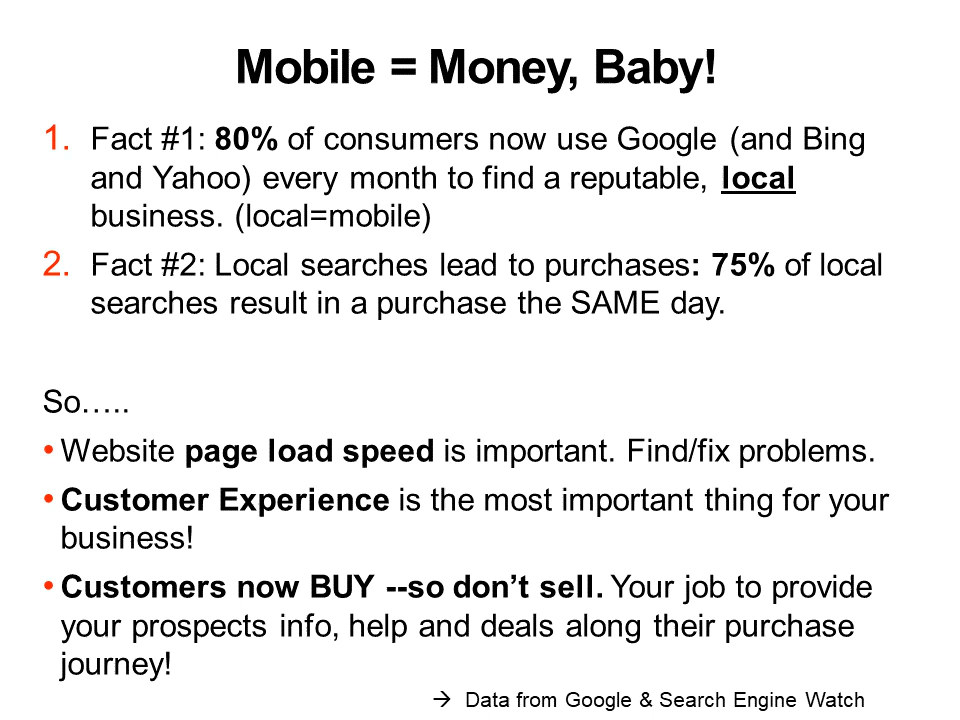 Mobile = Money, Baby!
1. Fact #1: 80% of consumers now use Google (and Bing
and Yahoo) every month to find a reputable, local
business. (local=mobile)
2. Fact #2: Local searches lead to purchases: 75% of local
searches result in a purchase the SAME day.
So…..
• Website page load speed is important. Find/fix problems.
• Customer Experience is the most important thing for your
business!
• Customers now BUY --so don’t sell. Your job to provide
your prospects info, help and deals along their purchase
journey!
→ Data from Google & Search Engine Watch